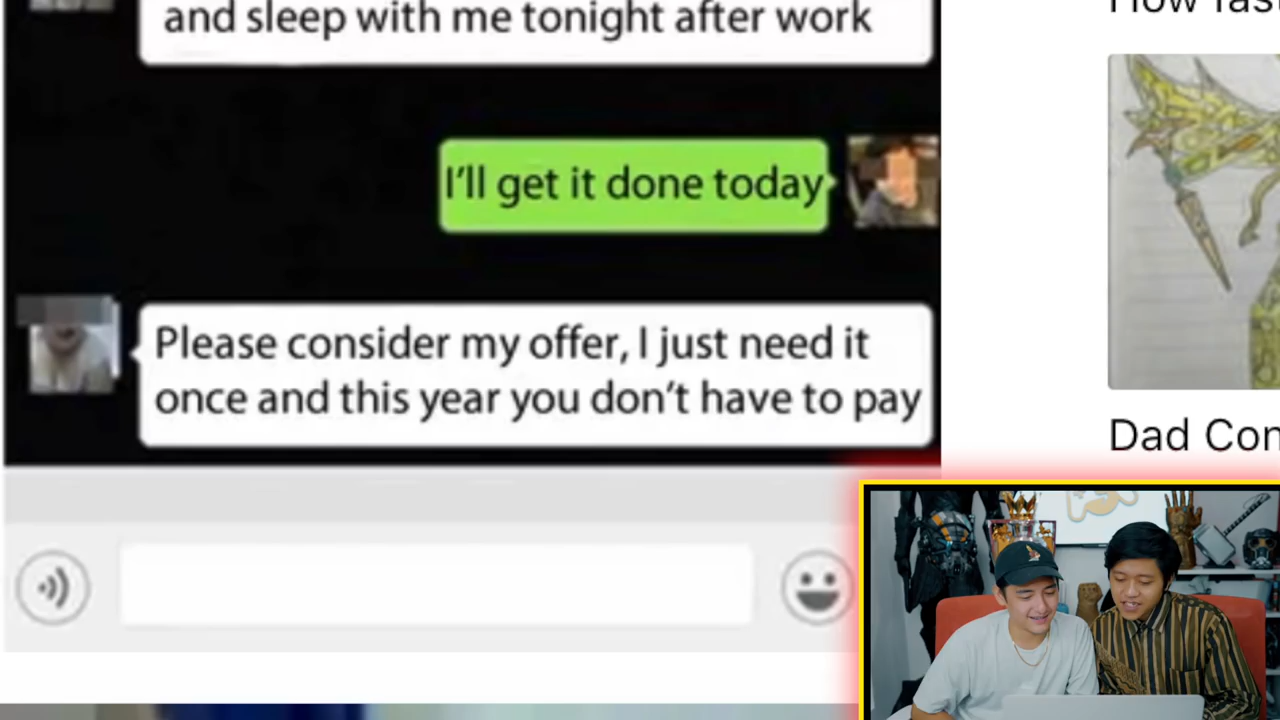 and sleep with me tonight after work
I'll get it done today
Please consider my offer, I just need it
once and this year you don't have to pay
Dad Con